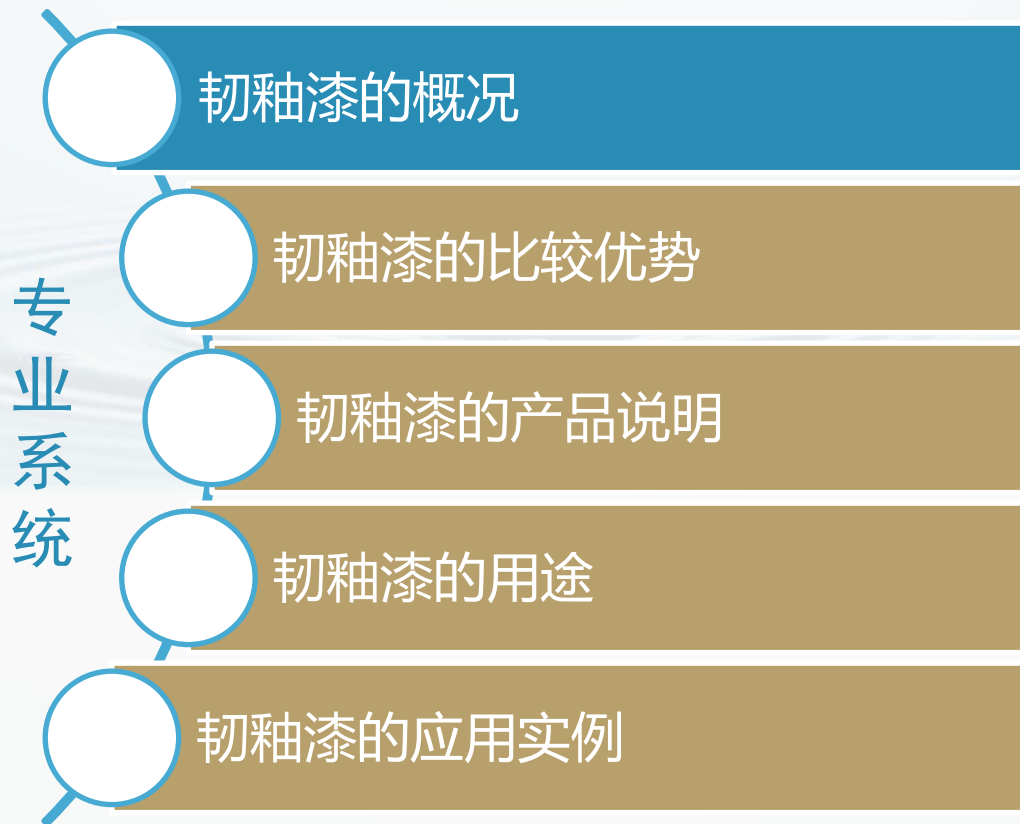 专业系统
韧釉漆的概况
韧釉漆的比较优势
韧釉漆的产品说明
韧釉漆的用途
韧釉漆的应用实例